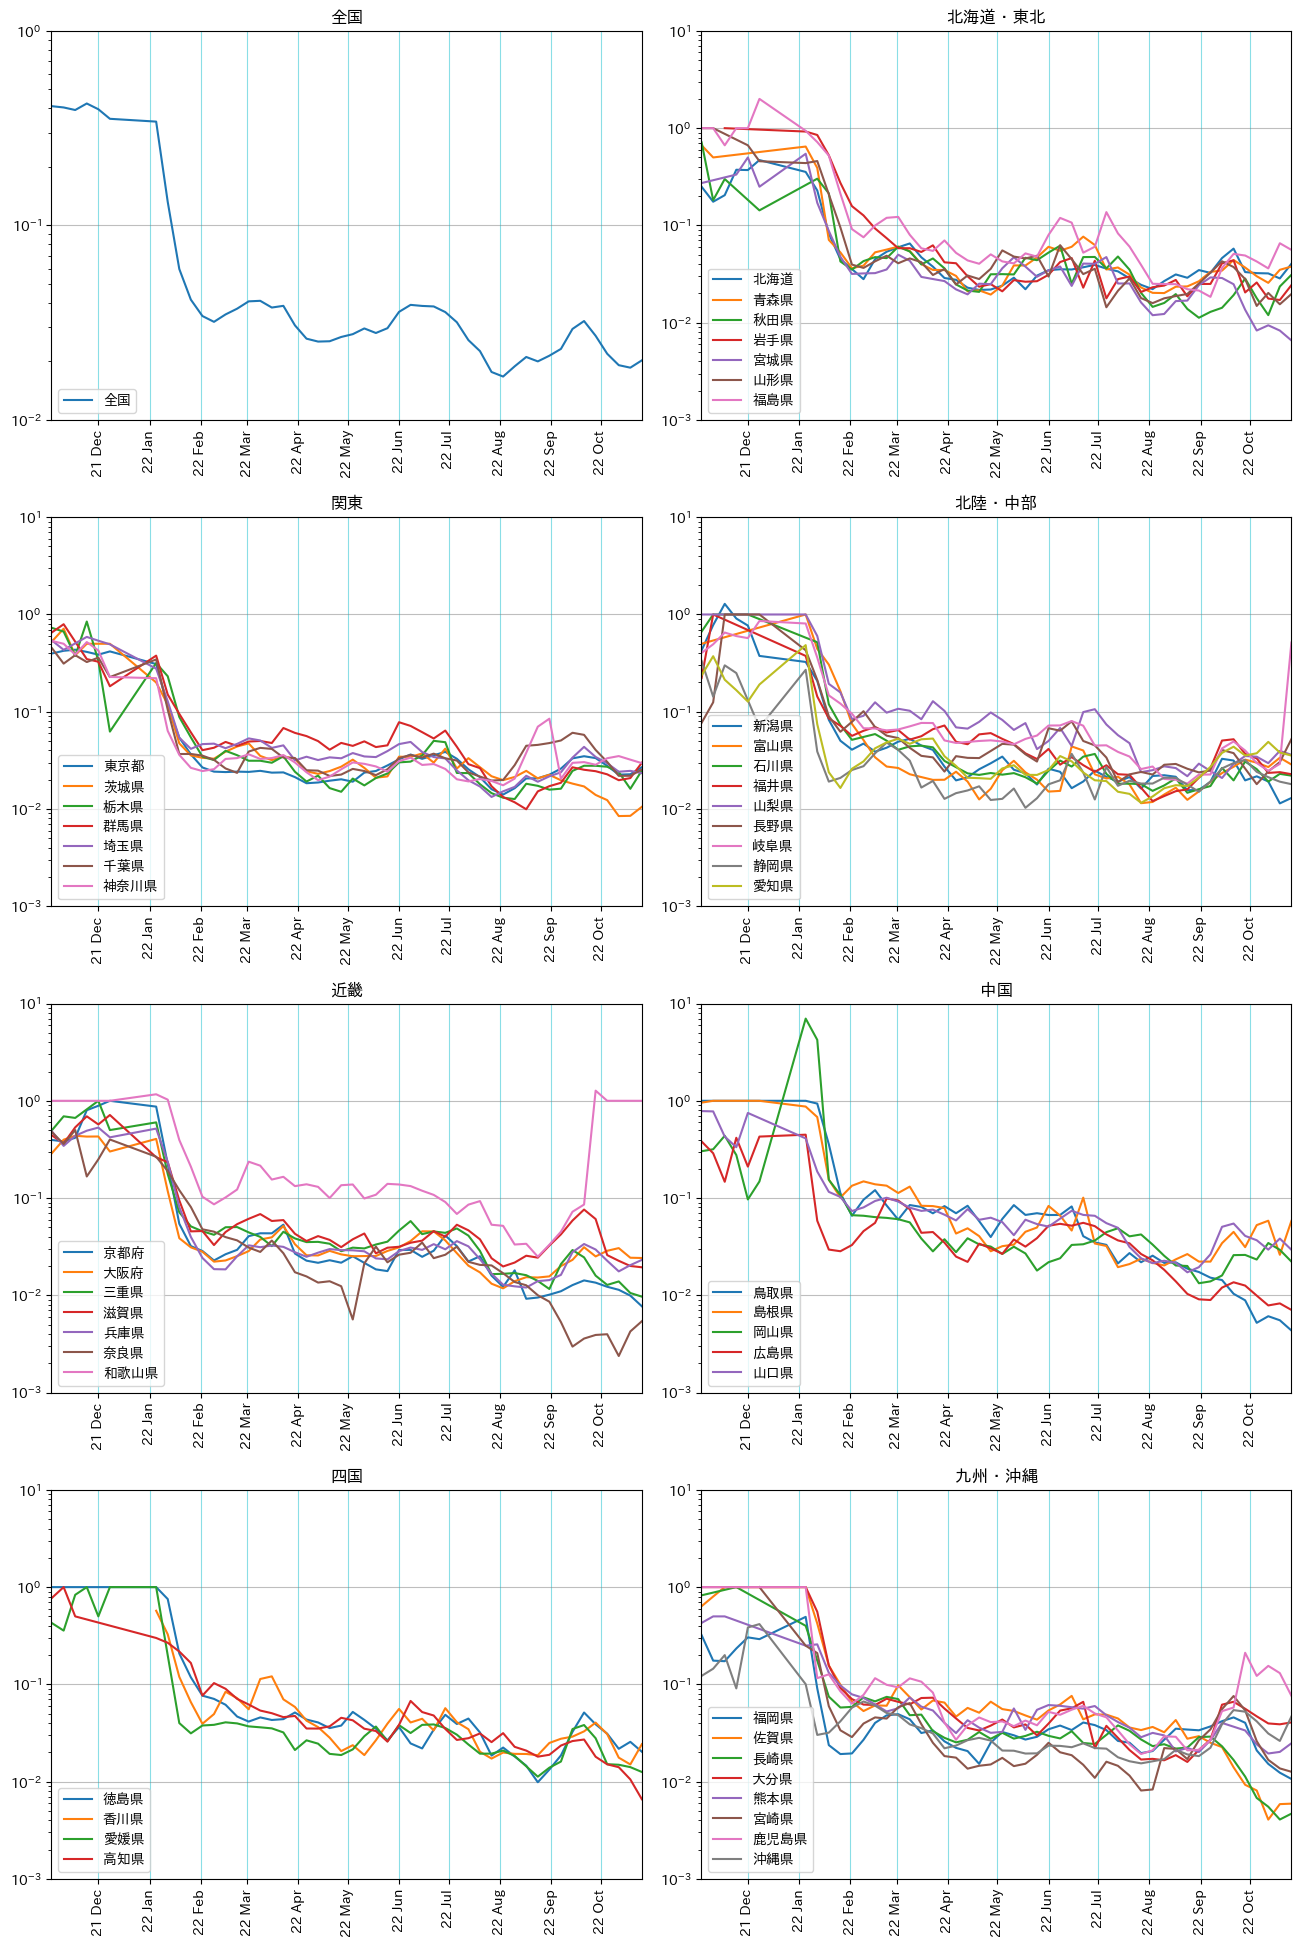 全国
10⁰
10⁻¹
10⁻²
全国
21 Dec 22 Jan 22 Feb 22 Mar 22 Apr 22 May 22 Jun 22 Jul 22 Aug 22 Sep 22 Oct
北海道・東北
10¹
10⁰
10⁻¹
10⁻²
10⁻³
北海道
青森県
秋田県
岩手県
宮城県
山形県
福島県
21 Dec 22 Jan 22 Feb 22 Mar 22 Apr 22 May 22 Jun 22 Jul 22 Aug 22 Sep 22 Oct
関東
10¹
10⁰
10⁻¹
10⁻²
10⁻³
東京都
茨城県
栃木県
群馬県
埼玉県
千葉県
神奈川県
21 Dec 22 Jan 22 Feb 22 Mar 22 Apr 22 May 22 Jun 22 Jul 22 Aug 22 Sep 22 Oct
北陸・中部
10¹
10⁰
10⁻¹
10⁻²
10⁻³
新潟県
富山県
石川県
福井県
山梨県
長野県
岐阜県
静岡県
愛知県
21 Dec 22 Jan 22 Feb 22 Mar 22 Apr 22 May 22 Jun 22 Jul 22 Aug 22 Sep 22 Oct
近畿
10¹
10⁰
10⁻¹
10⁻²
10⁻³
京都府
大阪府
三重県
滋賀県
兵庫県
奈良県
和歌山県
21 Dec 22 Jan 22 Feb 22 Mar 22 Apr 22 May 22 Jun 22 Jul 22 Aug 22 Sep 22 Oct
中国
10¹
10⁰
10⁻¹
10⁻²
10⁻³
鳥取県
島根県
岡山県
広島県
山口県
21 Dec 22 Jan 22 Feb 22 Mar 22 Apr 22 May 22 Jun 22 Jul 22 Aug 22 Sep 22 Oct
四国
10¹
10⁰
10⁻¹
10⁻²
10⁻³
徳島県
香川県
愛媛県
高知県
21 Dec 22 Jan 22 Feb 22 Mar 22 Apr 22 May 22 Jun 22 Jul 22 Aug 22 Sep 22 Oct
九州・沖縄
10¹
10⁰
10⁻¹
10⁻²
10⁻³
福岡県
佐賀県
長崎県
大分県
熊本県
宮崎県
鹿児島県
沖縄県
21 Dec 22 Jan 22 Feb 22 Mar 22 Apr 22 May 22 Jun 22 Jul 22 Aug 22 Sep 22 Oct